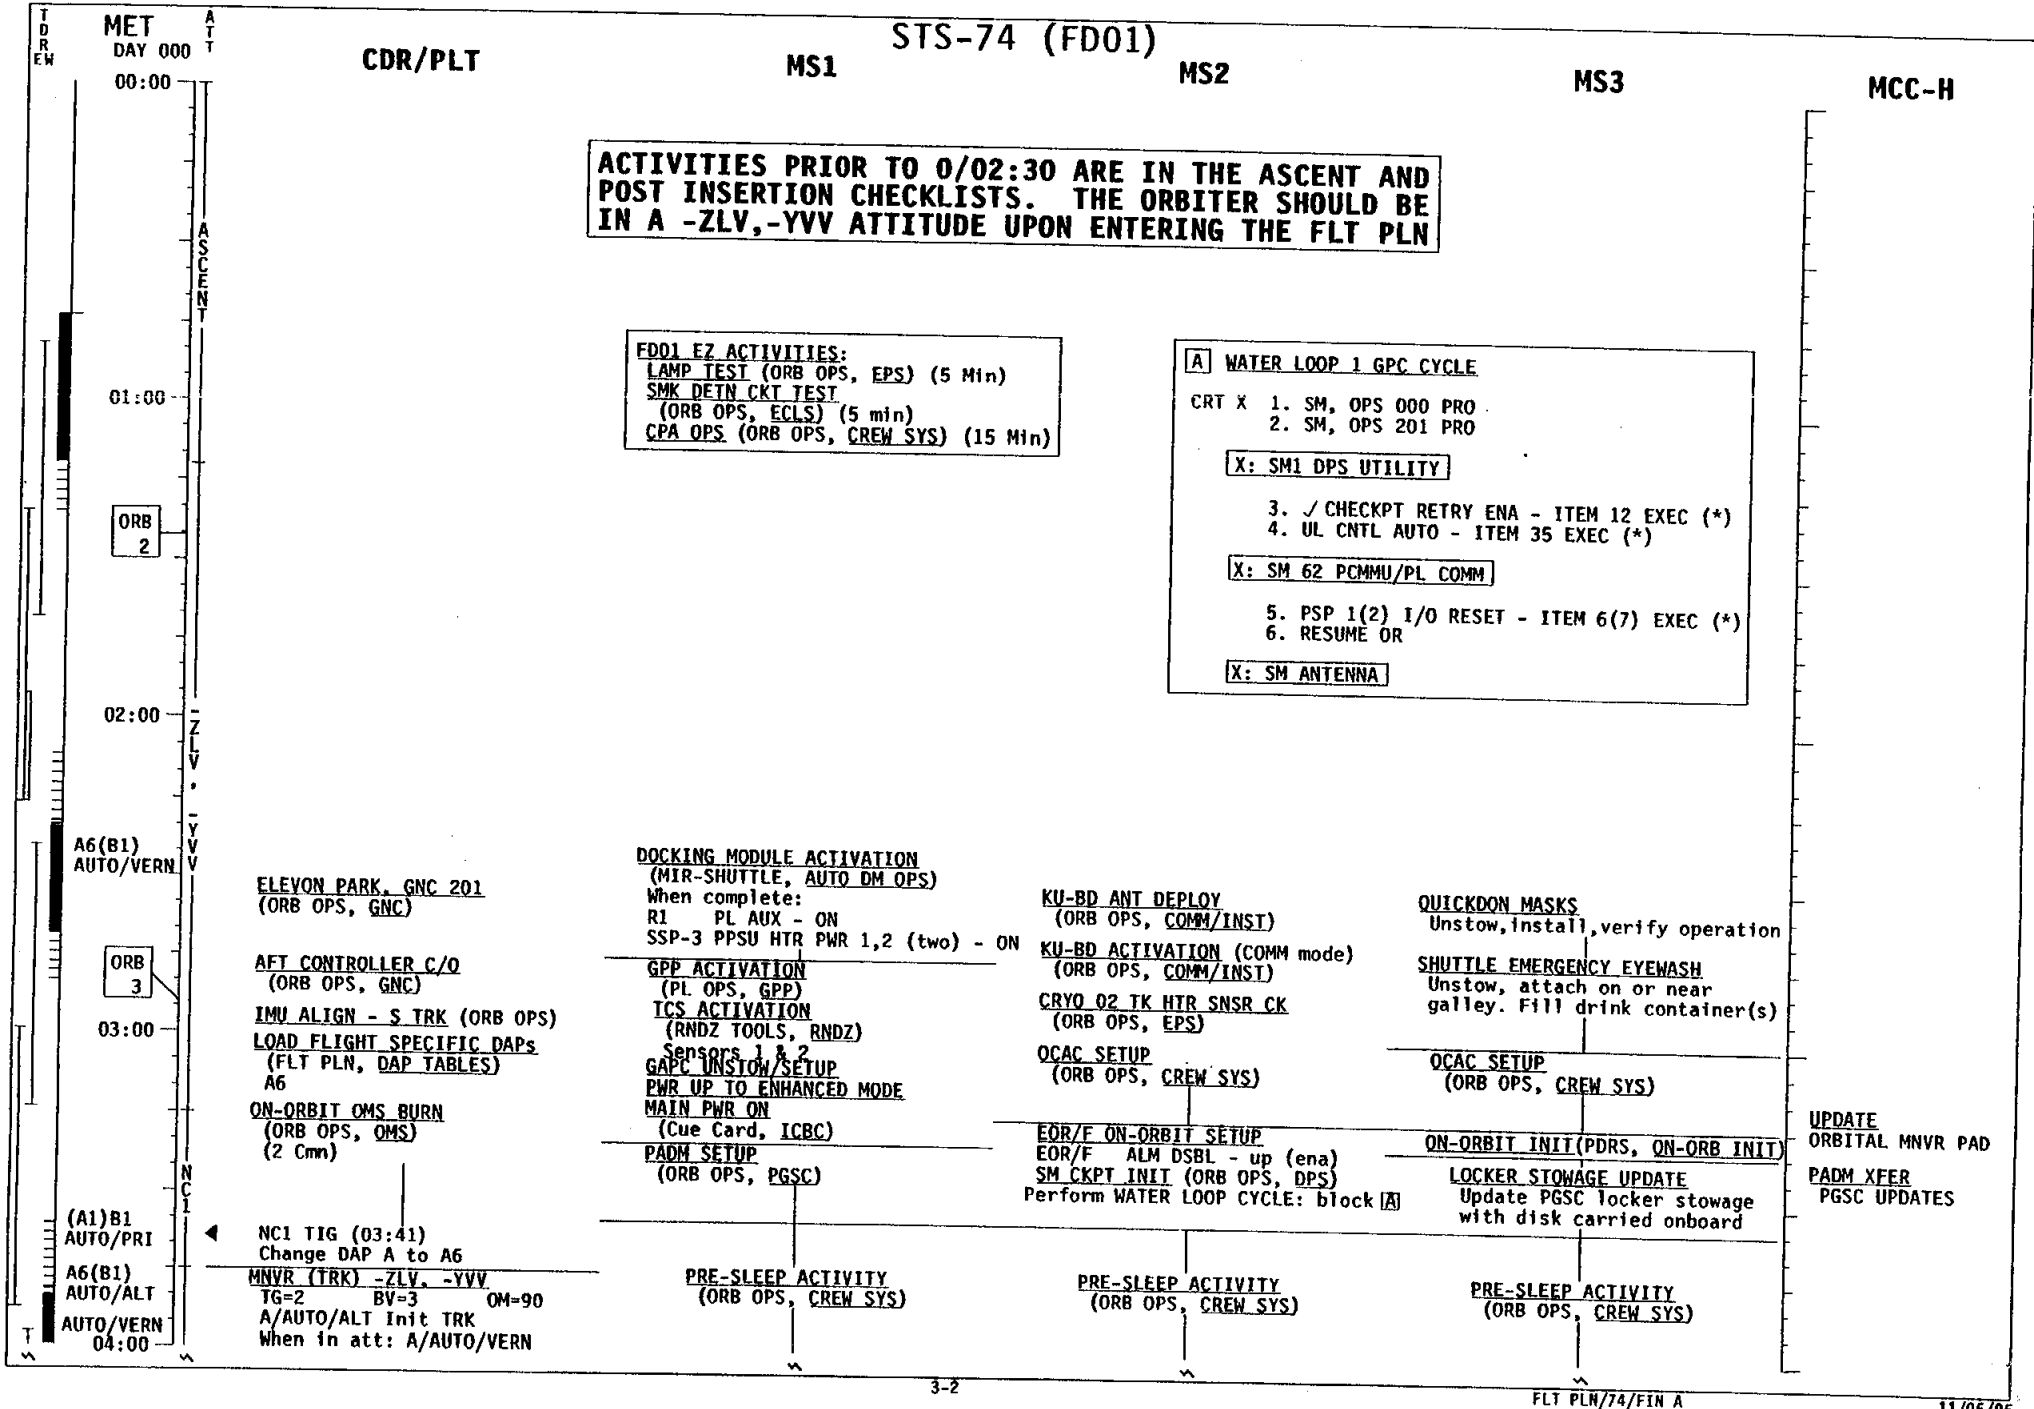 STS-74 (FD01)
TDREW
MET
DAY 000
ATT
CDR/PLT
MS1
MS2
MS3
MCC-H
00:00
01:00
ORB
2
02:00
A6(B1)
AUTO/VERN
ORB
3
03:00
(A1)B1
AUTO/PRI
A6(B1)
AUTO/ALT
AUTO/VERN
04:00
T
ASCENT
-ZLV, -YVV
NC1
ACTIVITIES PRIOR TO 0/02:30 ARE IN THE ASCENT AND
POST INSERTION CHECKLISTS. THE ORBITER SHOULD BE
IN A -ZLV,-YVV ATTITUDE UPON ENTERING THE FLT PLN
FD01 EZ ACTIVITIES:
LAMP TEST (ORB OPS, EPS) (5 Min)
SMK DETN CKT TEST
(ORB OPS, ECLS) (5 min)
CPA OPS (ORB OPS, CREW SYS) (15 Min)
A WATER LOOP 1 GPC CYCLE
CRT X 1. SM, OPS 000 PRO
2. SM, OPS 201 PRO
X: SM1 DPS UTILITY
3. √ CHECKPT RETRY ENA - ITEM 12 EXEC (*)
4. UL CNTL AUTO - ITEM 35 EXEC (*)
X: SM 62 PCMMU/PL COMM
5. PSP 1(2) I/O RESET - ITEM 6(7) EXEC (*)
6. RESUME OR
X: SM ANTENNA
ELEVON PARK, GNC 201
(ORB OPS, GNC)
AFT CONTROLLER C/O
(ORB OPS, GNC)
IMU ALIGN - S TRK (ORB OPS)
LOAD FLIGHT SPECIFIC DAPs
(FLT PLN, DAP TABLES)
A6
ON-ORBIT OMS BURN
(ORB OPS, OMS)
(2 Cmn)
NC1 TIG (03:41)
Change DAP A to A6
MNVR (TRK) -ZLV, -YVV
TG=2 BV=3 OM=90
A/AUTO/ALT Init TRK
When in att: A/AUTO/VERN
DOCKING MODULE ACTIVATION
(MIR-SHUTTLE, AUTO DM OPS)
When complete:
R1 PL AUX - ON
SSP-3 PPSU HTR PWR 1,2 (two) - ON
GPP ACTIVATION
(PL OPS, GPP)
TCS ACTIVATION
(RNDZ TOOLS, RNDZ)
Sensors 1 & 2
GAPC UNSTOW/SETUP
PWR UP TO ENHANCED MODE
MAIN PWR ON
(Cue Card, ICBC)
PADM SETUP
(ORB OPS, PGSC)
PRE-SLEEP ACTIVITY
(ORB OPS, CREW SYS)
KU-BD ANT DEPLOY
(ORB OPS, COMM/INST)
KU-BD ACTIVATION (COMM mode)
(ORB OPS, COMM/INST)
CRYO O2 TK HTR SNSR CK
(ORB OPS, EPS)
OCAC SETUP
(ORB OPS, CREW SYS)
EOR/F ON-ORBIT SETUP
EOR/F ALM DSBL - up (ena)
SM CKPT INIT (ORB OPS, DPS)
Perform WATER LOOP CYCLE: block A
PRE-SLEEP ACTIVITY
(ORB OPS, CREW SYS)
QUICKDON MASKS
Unstow,install,verify operation
SHUTTLE EMERGENCY EYEWASH
Unstow, attach on or near
galley. Fill drink container(s)
OCAC SETUP
(ORB OPS, CREW SYS)
ON-ORBIT INIT(PDRS, ON-ORB INIT)
LOCKER STOWAGE UPDATE
Update PGSC locker stowage
with disk carried onboard
PRE-SLEEP ACTIVITY
(ORB OPS, CREW SYS)
UPDATE
ORBITAL MNVR PAD
PADM XFER
PGSC UPDATES
3-2
FLT PLN/74/FIN A